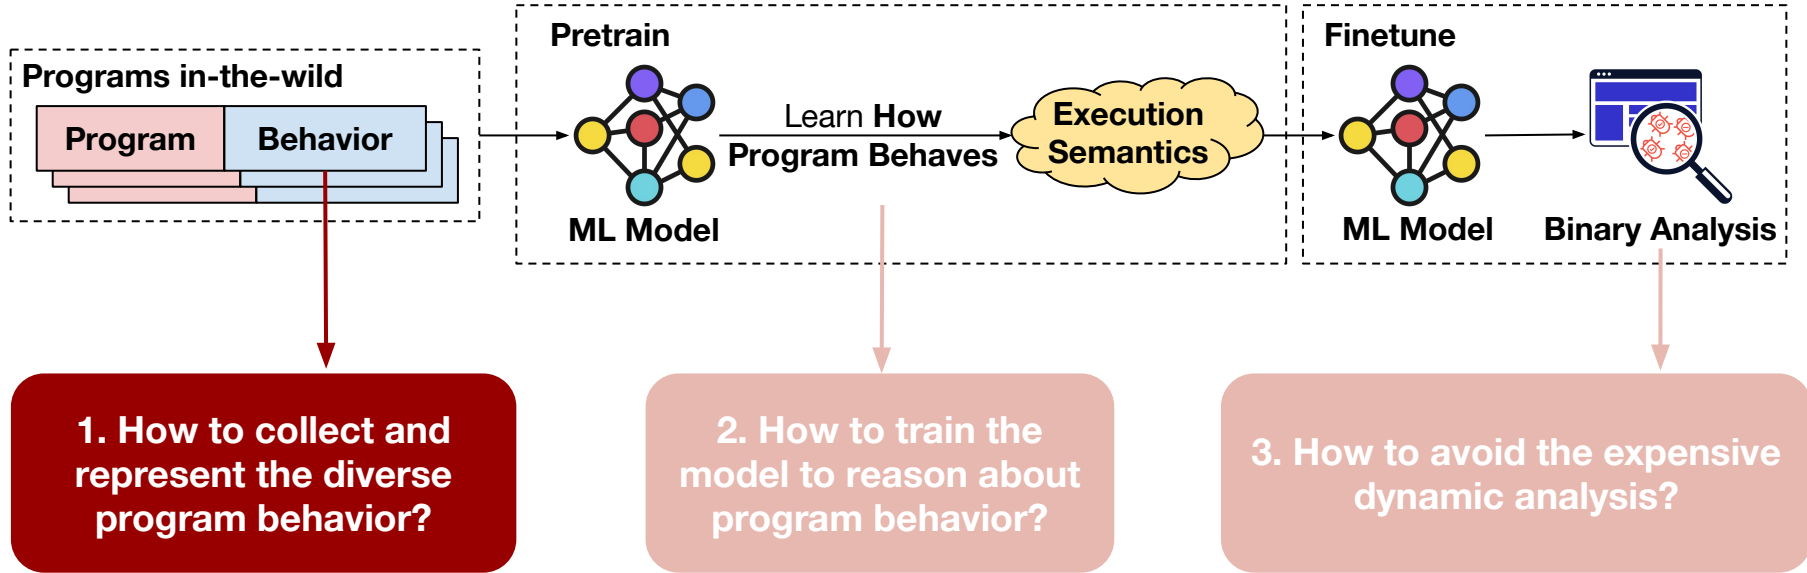 Programs in-the-wild
Program
Behavior
Pretrain
ML Model
Learn How
Program Behaves
Execution
Semantics
Finetune
ML Model
Binary Analysis
1. How to collect and
represent the diverse
program behavior?
2. How to train the
model to reason about
program behavior?
3. How to avoid the expensive
dynamic analysis?